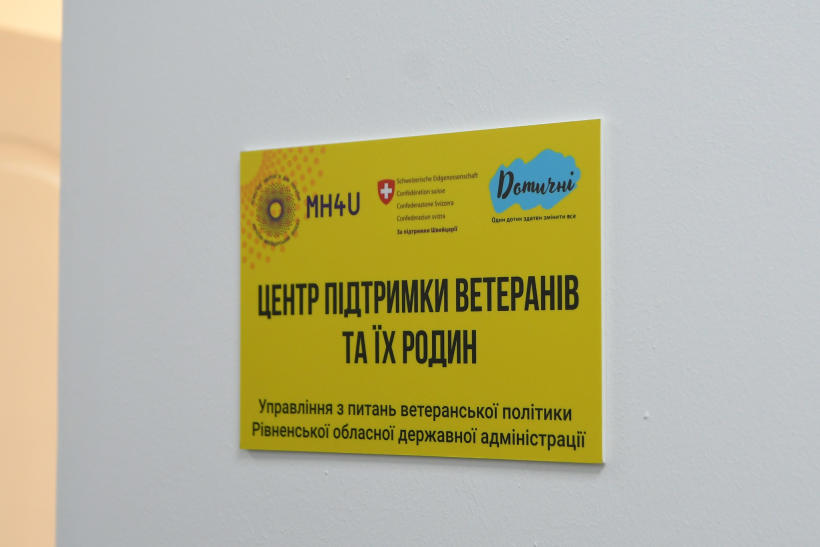 MH4U
Schweizerische Eidgenossenschaft
Confédération suisse
Confederazione Svizzera
Confederaziun svizra
За підтримки Швейцарії
Дотичні
Один дотик здатен змінити все
ЦЕНТР ПІДТРИМКИ ВЕТЕРАНІВ
ТА ЇХ РОДИН
Управління з питань ветеранської політики
Рівненської обласної державної адміністрації